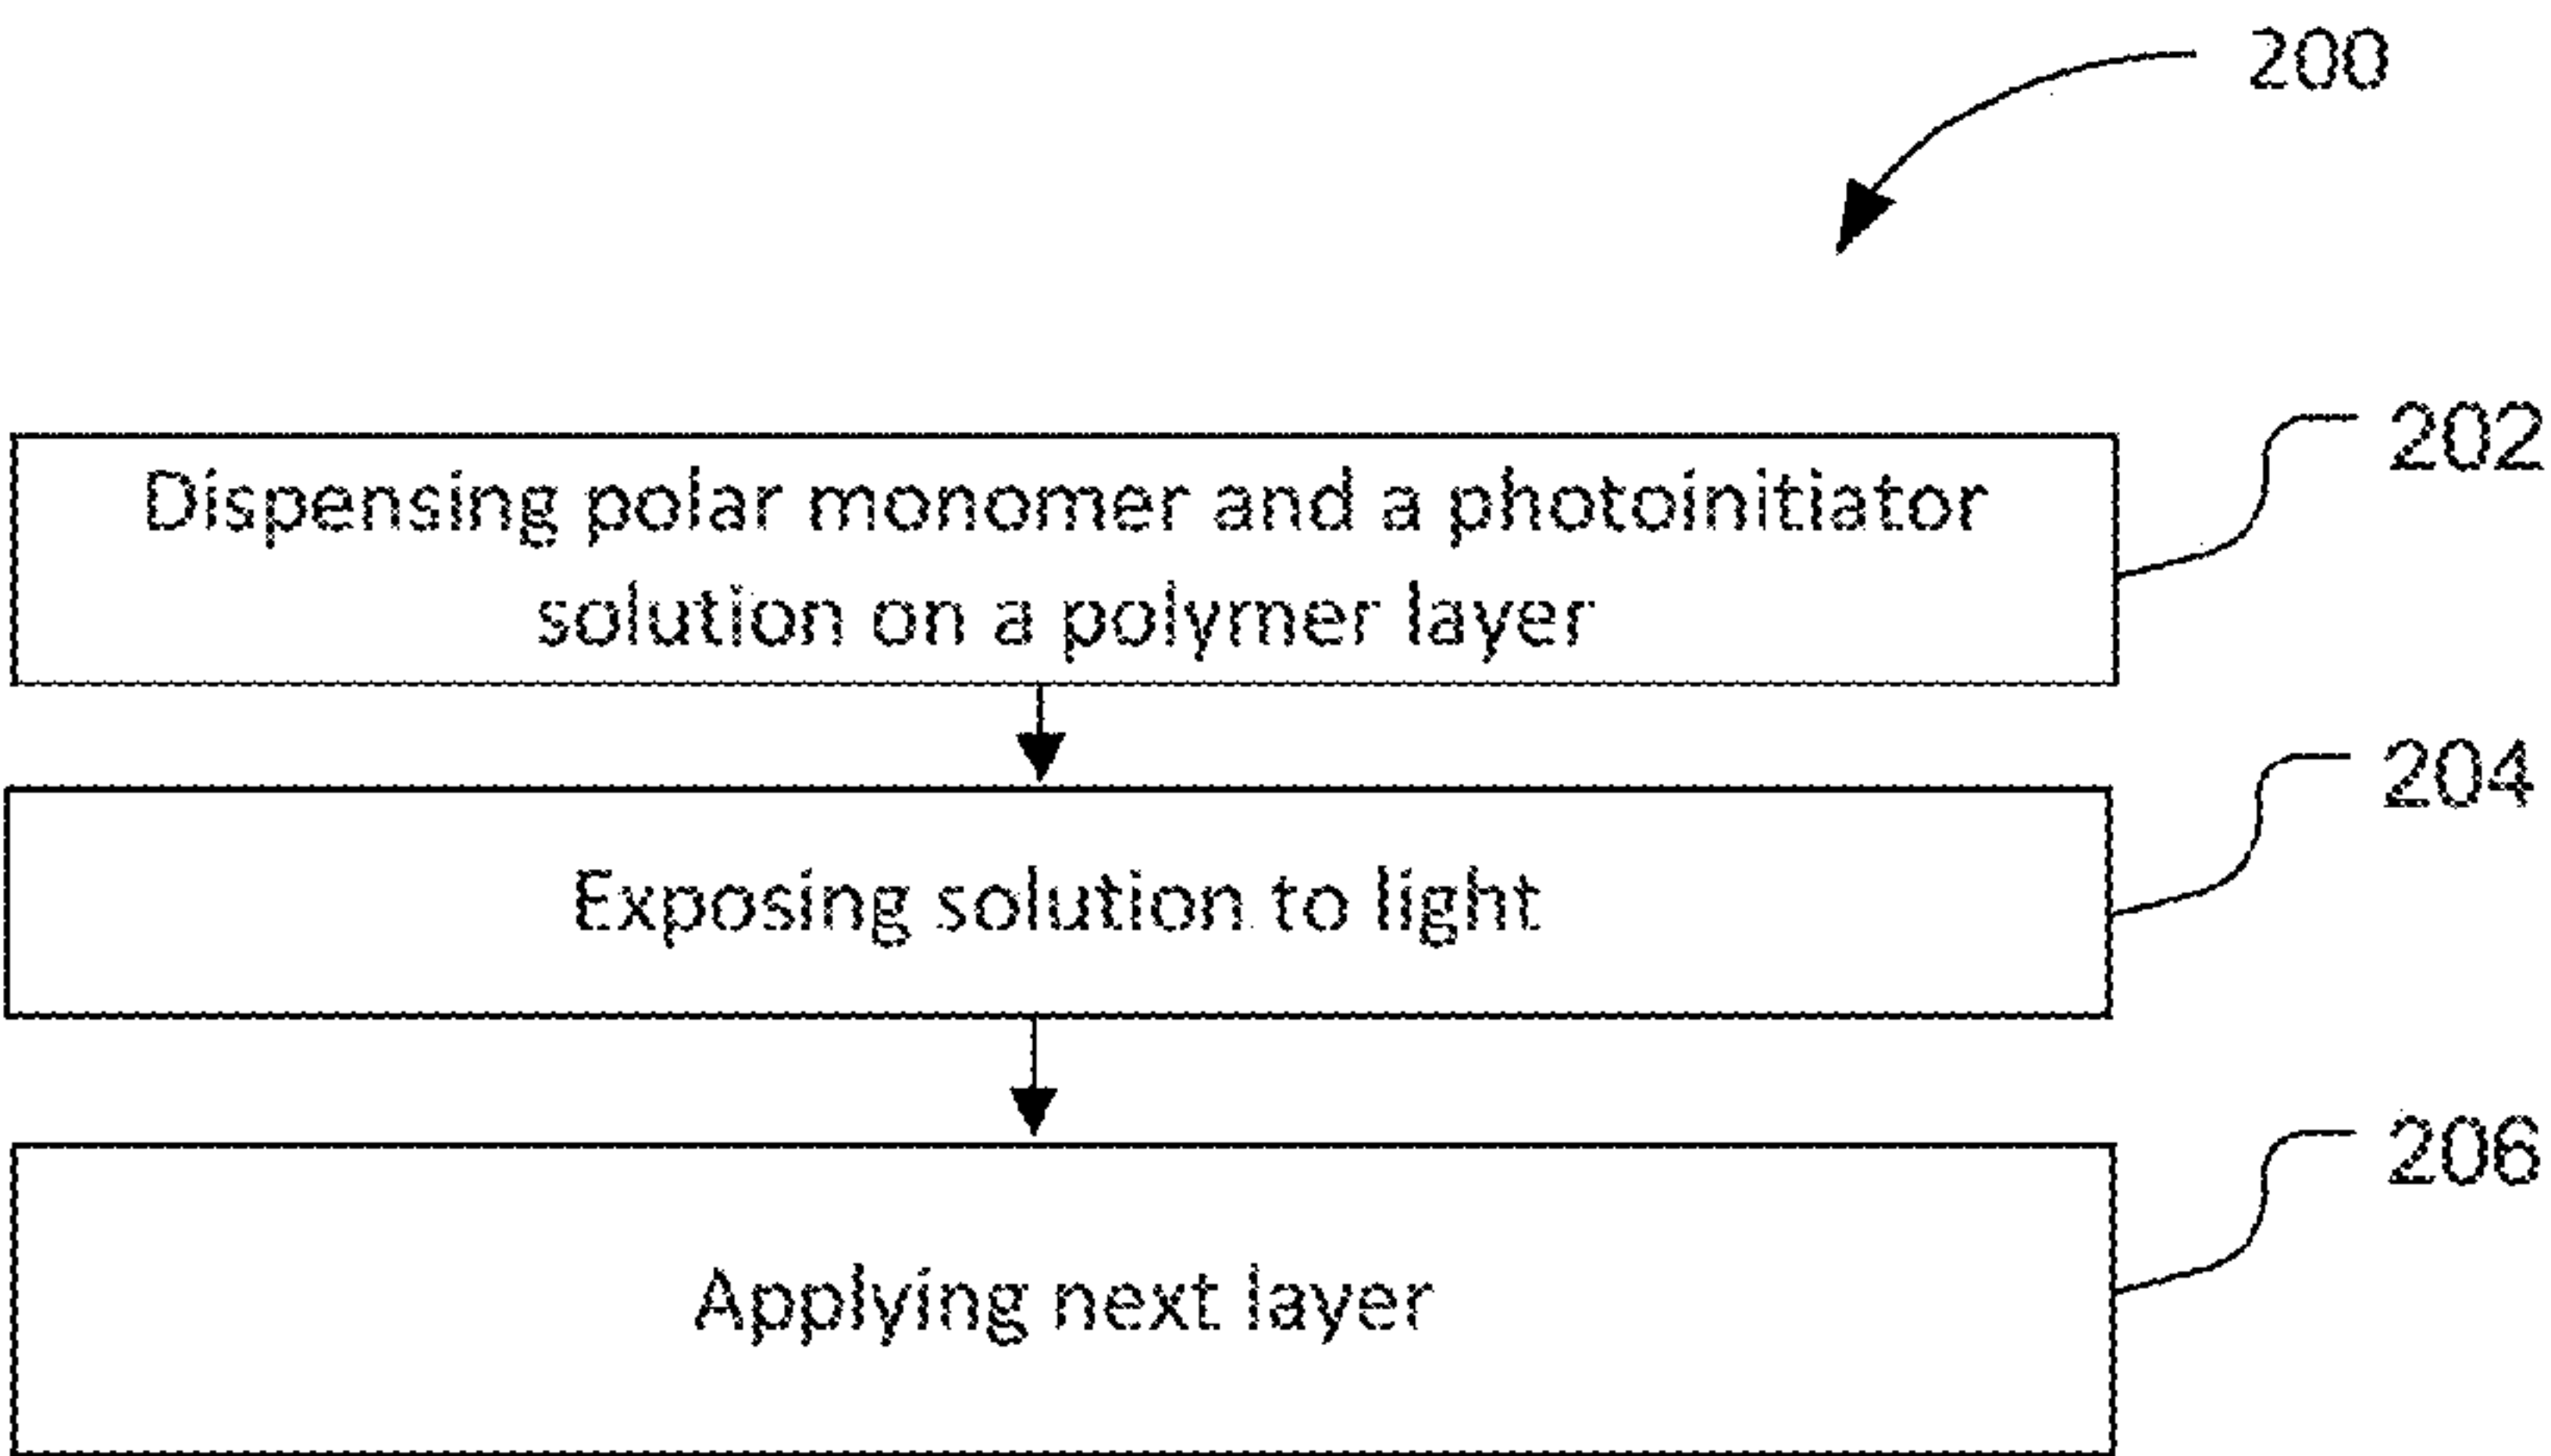 200
202
Dispensing polar monomer and a photoinitiator
solution on a polymer layer
204
Exposing solution to light
206
Applying next layer